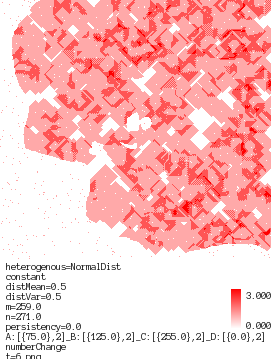 heterogenous=NormalDist
constant
distMean=0.5
distVar=0.5
m=259.0
n=271.0
3.000
persistency=0.0
0.000
A:[{75.0},2]_B:[{125.0},2]_C:[{255.0},2]_D:[{0.0},2]
numberChange
t=6.png